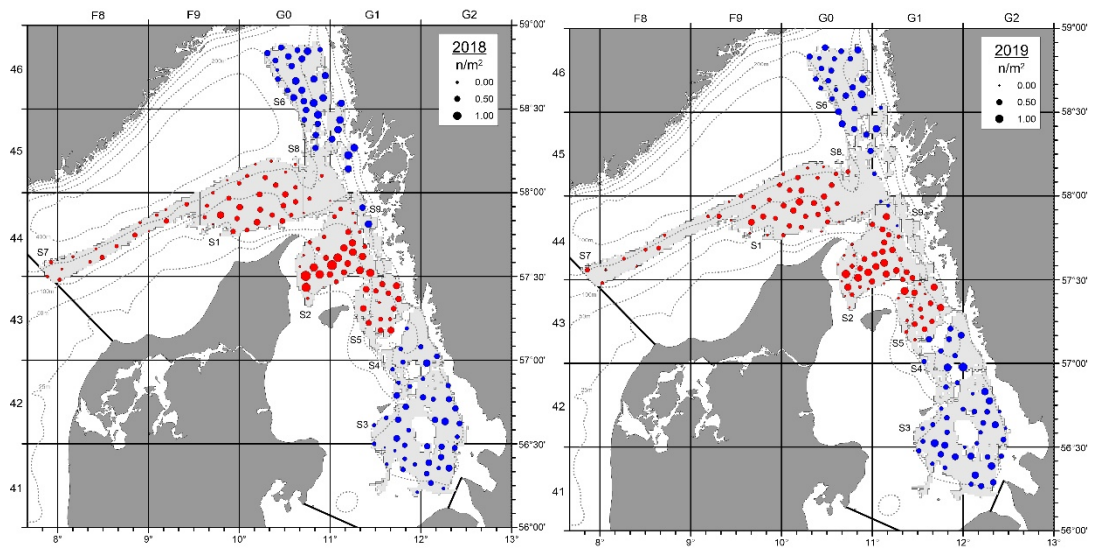 F8 F9 G0 G1 G2
59°00'
46
2018
n/m²
0.00
0.50
1.00
S6
58°30'
45
S8
58°00'
S9
S1
44
S7
57°30'
S2
43
S5
57°00'
S4
42
S3
56°30'
41
56°00'
8° 9° 10° 11° 12° 13°
F8 F9 G0 G1 G2
59°00'
46
2019
n/m²
0.00
0.50
1.00
S6
58°30'
45
S8
58°00'
S9
S1
44
S7
57°30'
S2
43
S5
57°00'
S4
42
S3
56°30'
41
56°00'
8° 9° 10° 11° 12° 13°